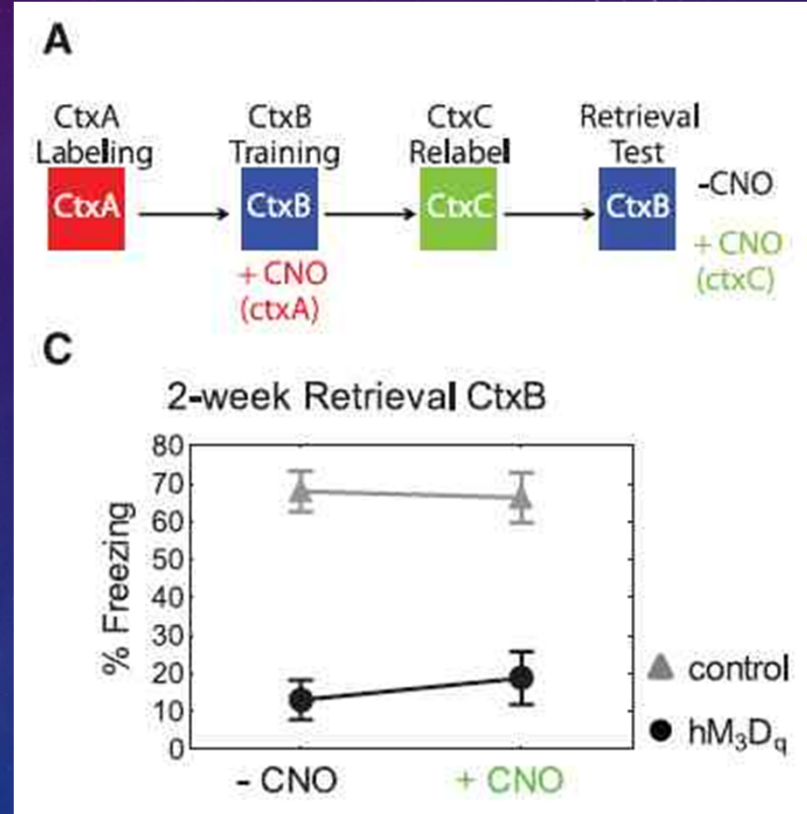 A
CtxA
Labeling
CtxB
Training
CtxC
Relabel
Retrieval
Test
CtxA
CtxB
CtxC
CtxB
-CNO
+ CNO
(ctxA)
+ CNO
(ctxC)
C
2-week Retrieval CtxB
% Freezing
80
70
60
50
40
30
20
10
0
- CNO
+ CNO
control
hM₃Dq